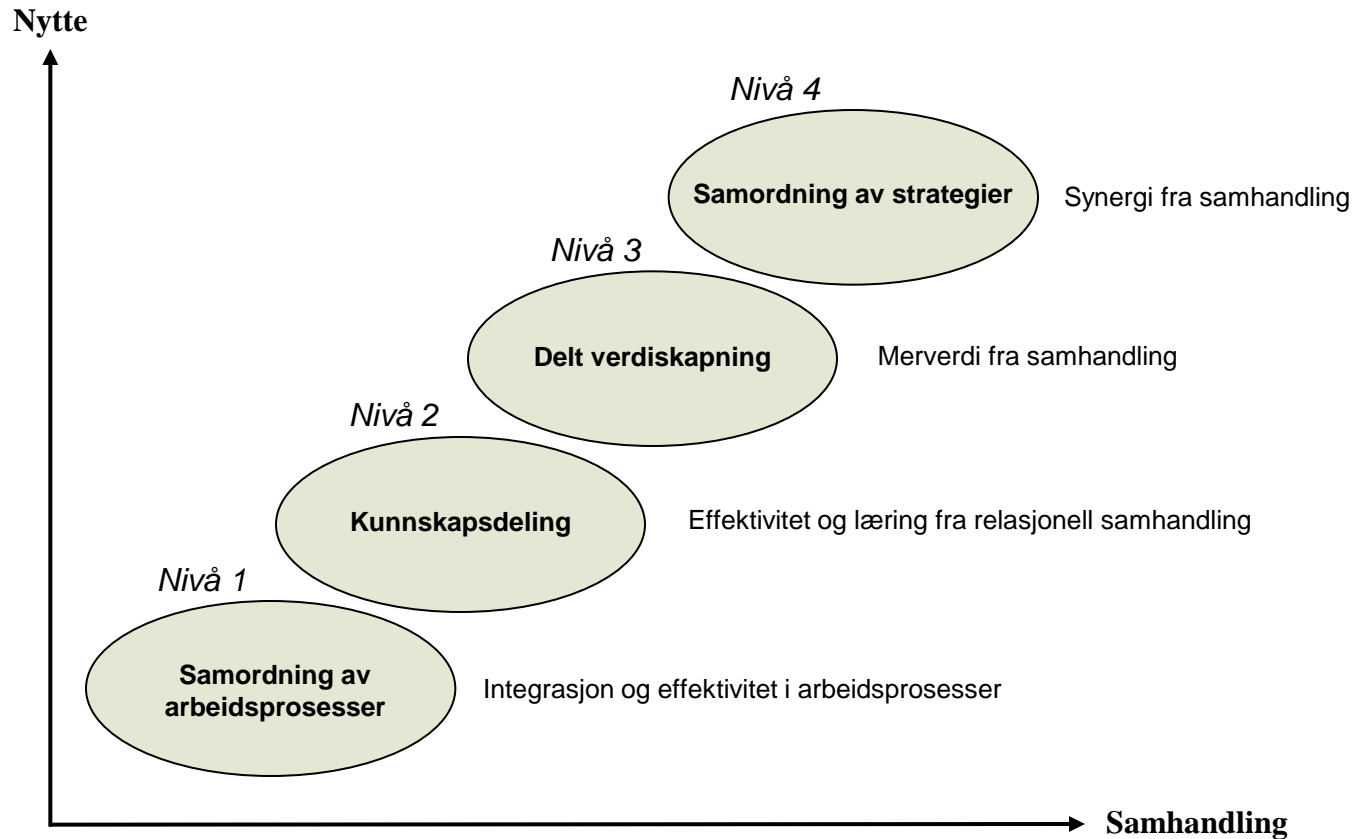 Nytte
Nivå 4
Samordning av strategier
Synergi fra samhandling
Nivå 3
Delt verdiskapning
Merverdi fra samhandling
Nivå 2
Kunnskapsdeling
Effektivitet og læring fra relasjonell samhandling
Nivå 1
Samordning av
arbeidsprosesser
Integrasjon og effektivitet i arbeidsprosesser
Samhandling